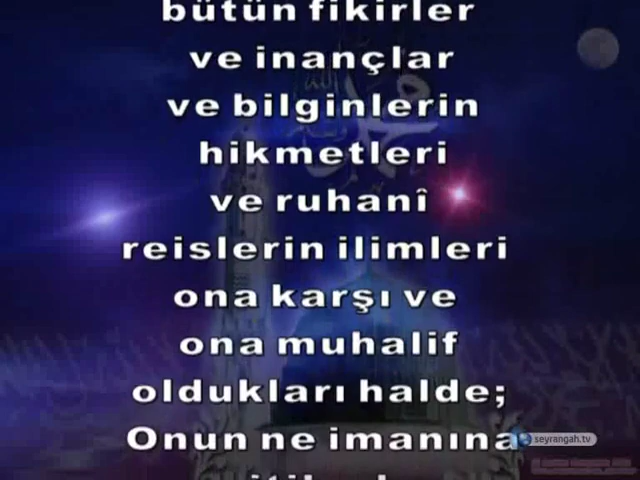 bütün fikirler
ve inançlar
ve bilginlerin
hikmetleri
ve ruhanî
reislerin ilimleri
ona karşı ve
ona muhalif
oldukları halde;
Onun ne imanına
seyrangah.tv